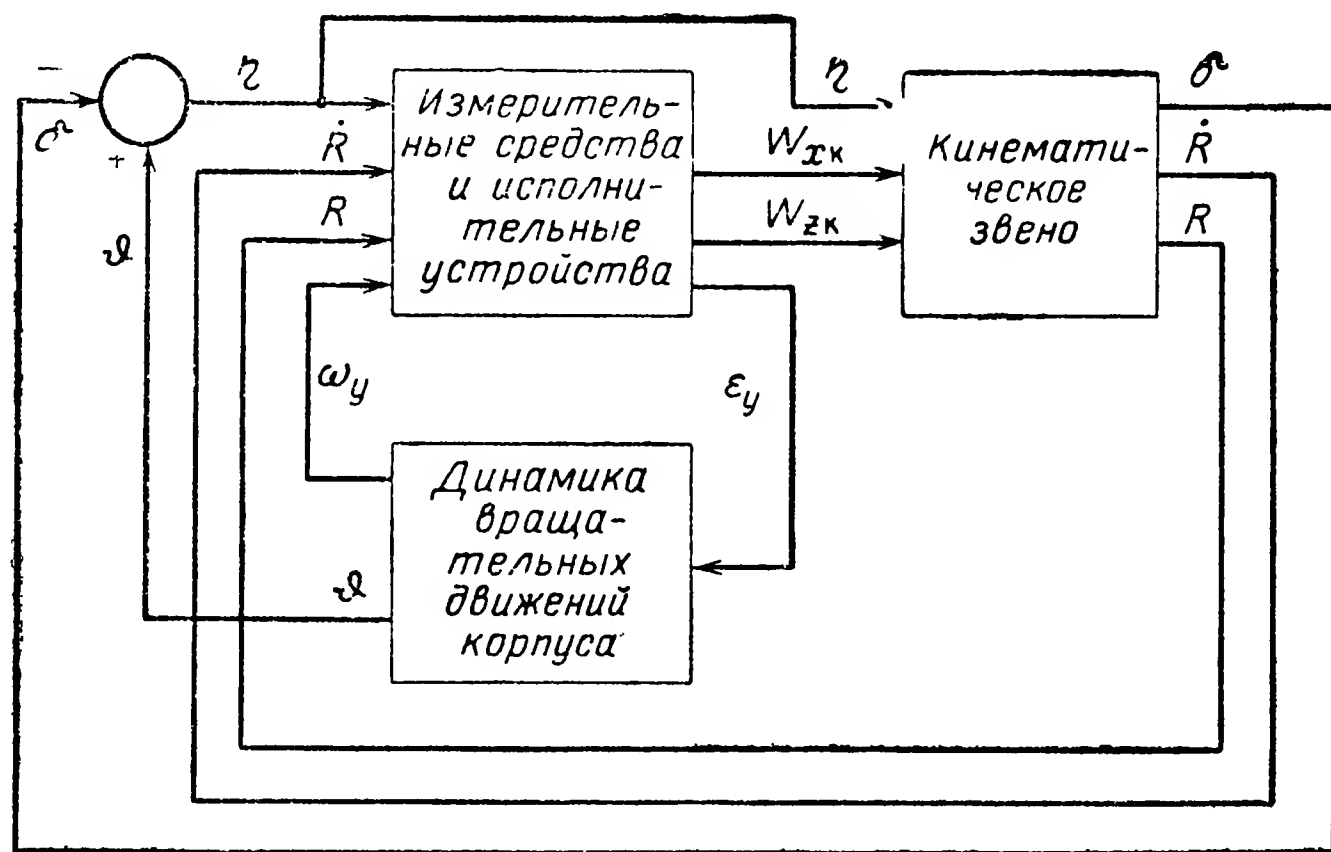 −
η
η
σ
σ
+
Ṙ
R
ϑ
Измеритель-
ные средства
и исполни-
тельные
устройства
W_xк
W_zк
Кинемати-
ческое
звено
Ṙ
R
ω_y
ε_y
Динамика
враща-
тельных
движений
корпуса
ϑ